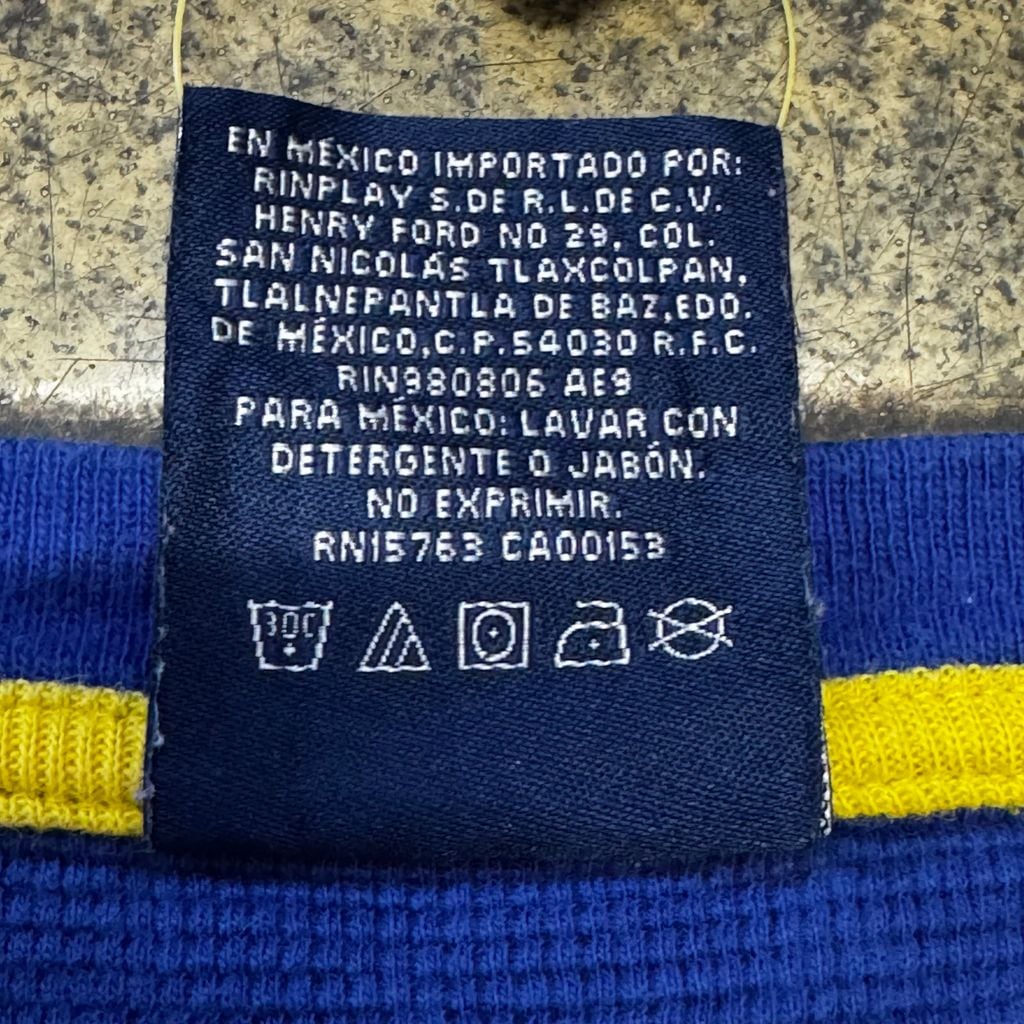 EN MÉXICO IMPORTADO POR:
RINPLAY S.DE R.L.DE C.V.
HENRY FORD NO 29, COL.
SAN NICOLÁS TLAXCOLPAN,
TLALNEPANTLA DE BAZ,EDO.
DE MÉXICO,C.P.54030 R.F.C.
RIN980806 AE9
PARA MÉXICO: LAVAR CON
DETERGENTE O JABÓN.
NO EXPRIMIR.
RN15763 CA00153
30C